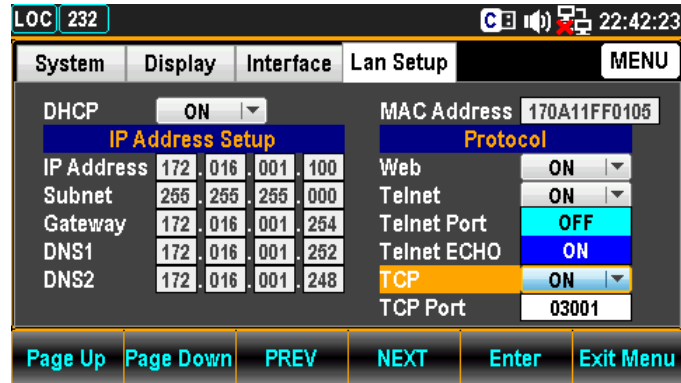 LOC 232 C 22:42:23
System Display Interface Lan Setup MENU
DHCP ON MAC Address 170A11FF0105
IP Address Setup Protocol
IP Address 172 . 016 . 001 . 100 Web ON
Subnet 255 . 255 . 255 . 000 Telnet ON
Gateway 172 . 016 . 001 . 254 Telnet Port OFF
DNS1 172 . 016 . 001 . 252 Telnet ECHO ON
DNS2 172 . 016 . 001 . 248 TCP ON
TCP Port 03001
Page Up Page Down PREV NEXT Enter Exit Menu